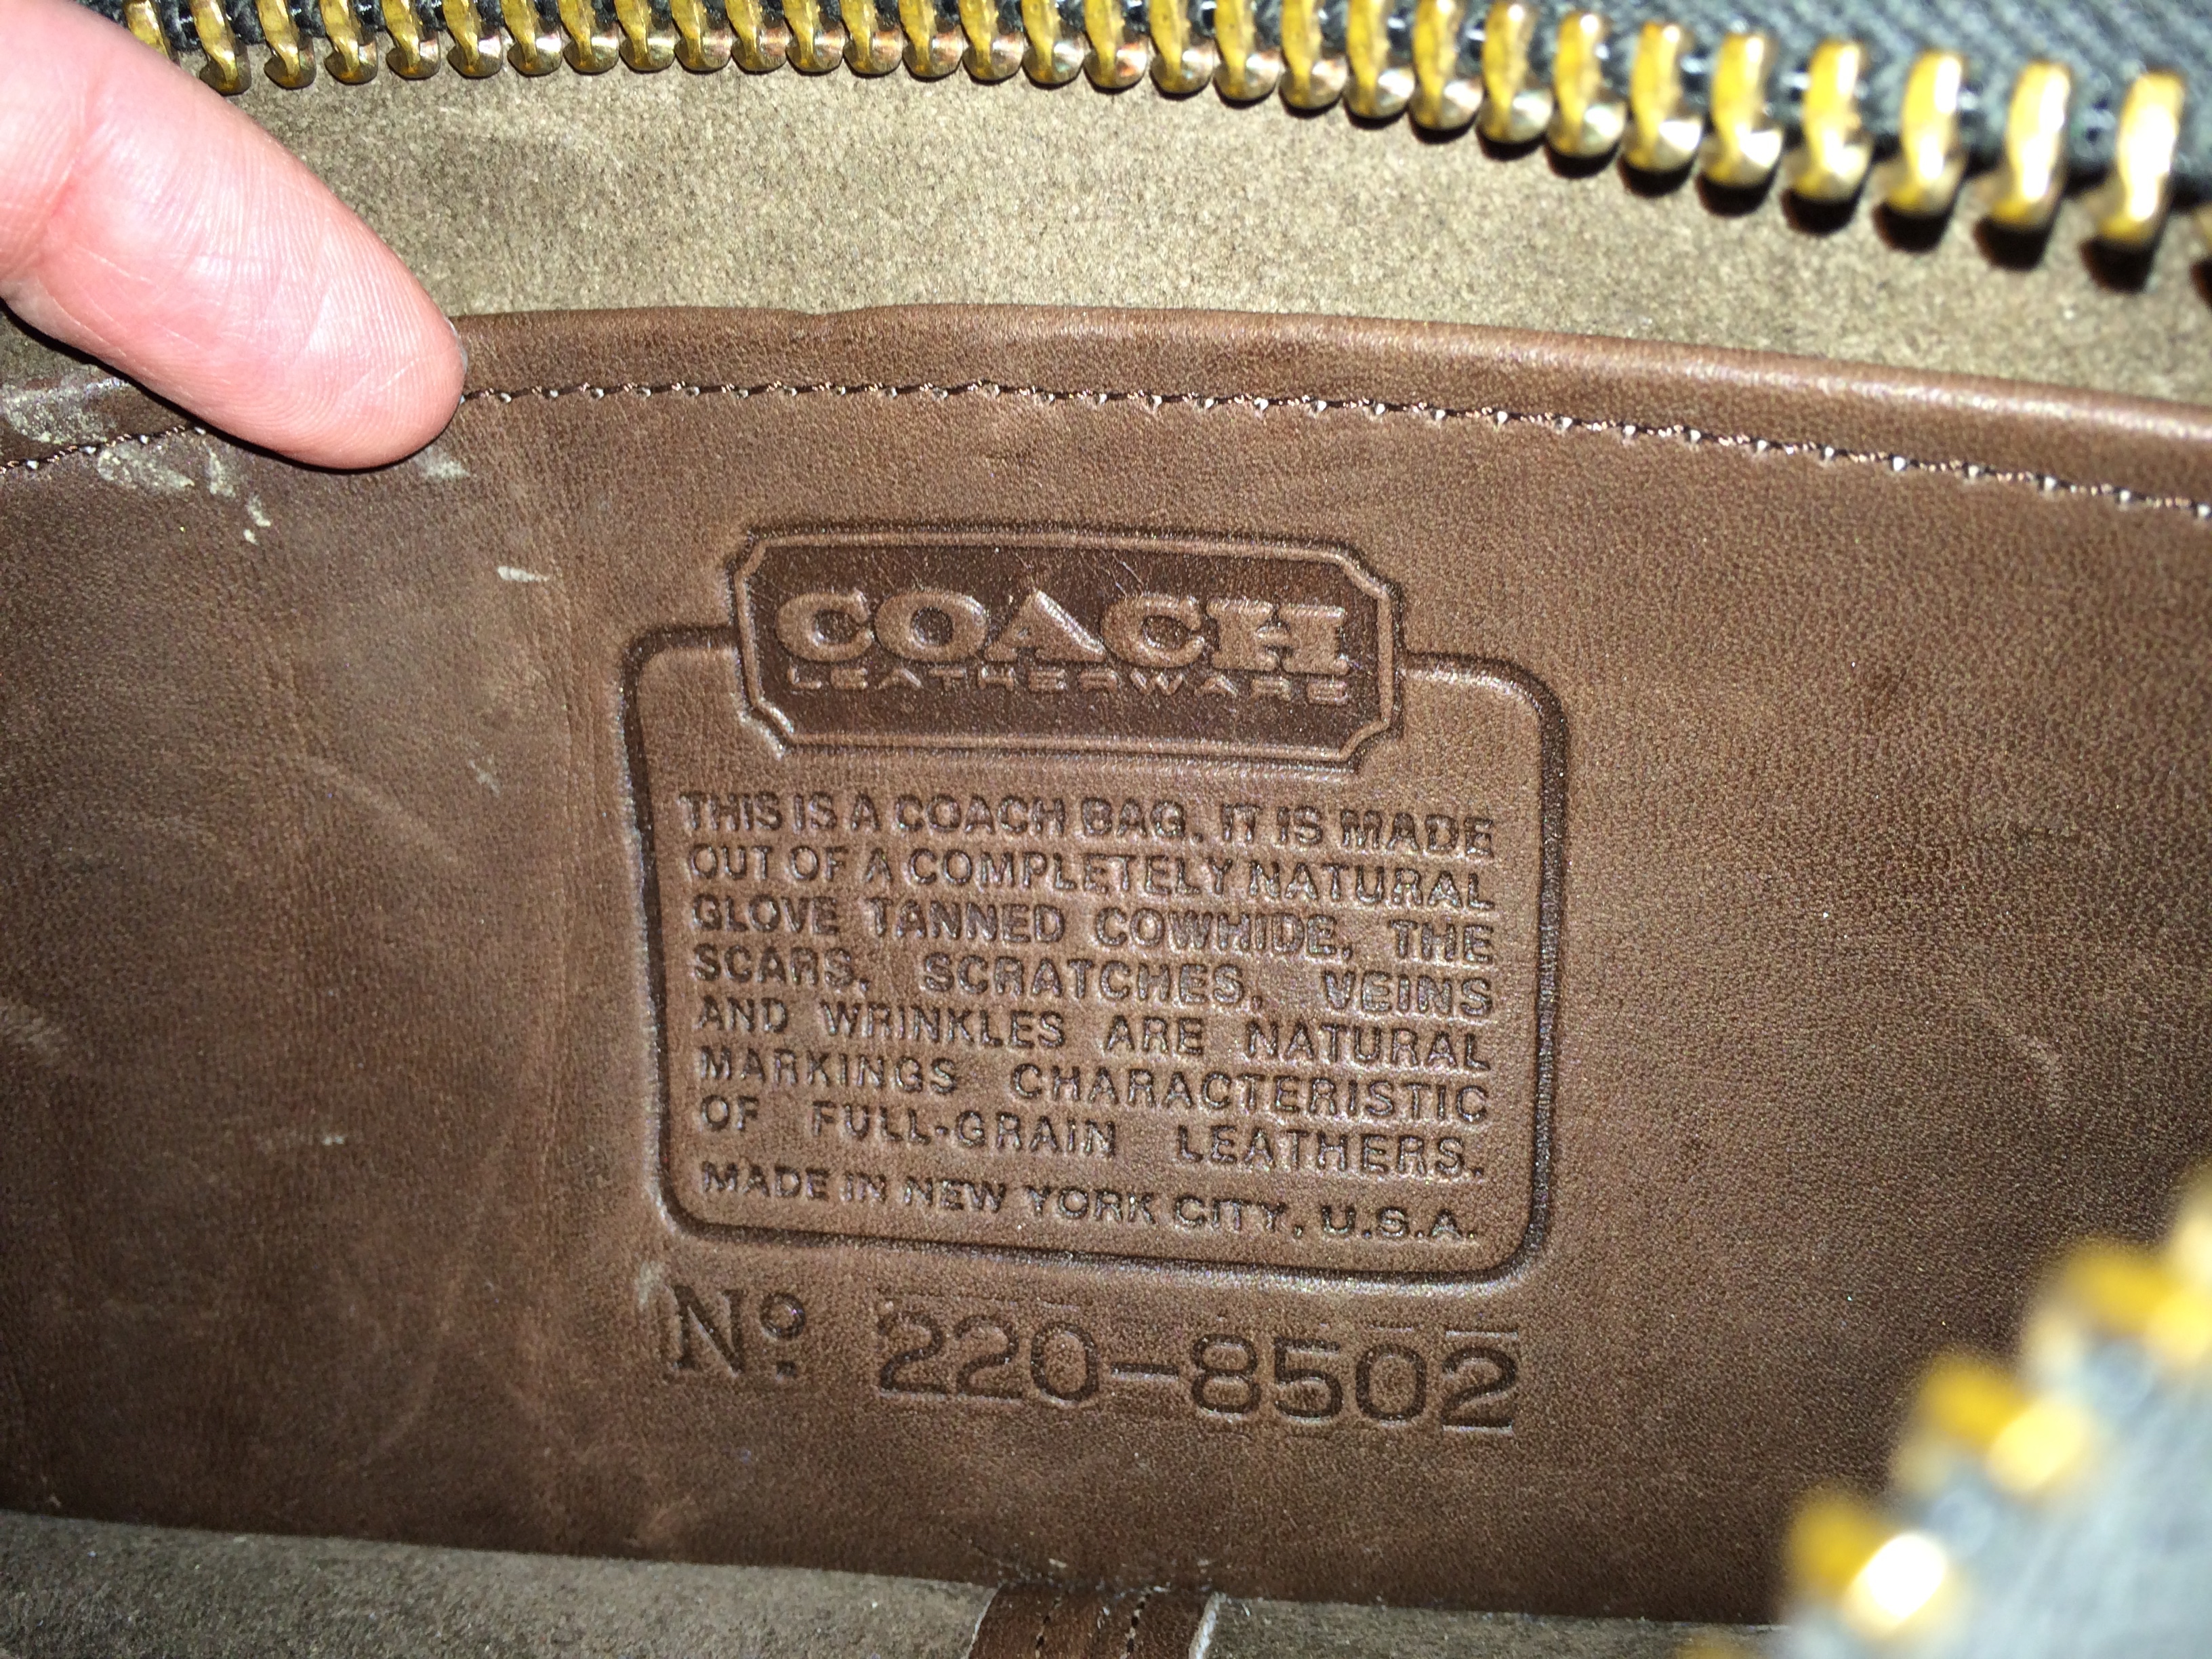 COACH
LEATHERWARE
THIS IS A COACH BAG. IT IS MADE
OUT OF A COMPLETELY NATURAL
GLOVE TANNED COWHIDE, THE
SCARS, SCRATCHES, VEINS
AND WRINKLES ARE NATURAL
MARKINGS CHARACTERISTIC
OF FULL-GRAIN LEATHERS.
MADE IN NEW YORK CITY, U.S.A.
Nº. 220-8502